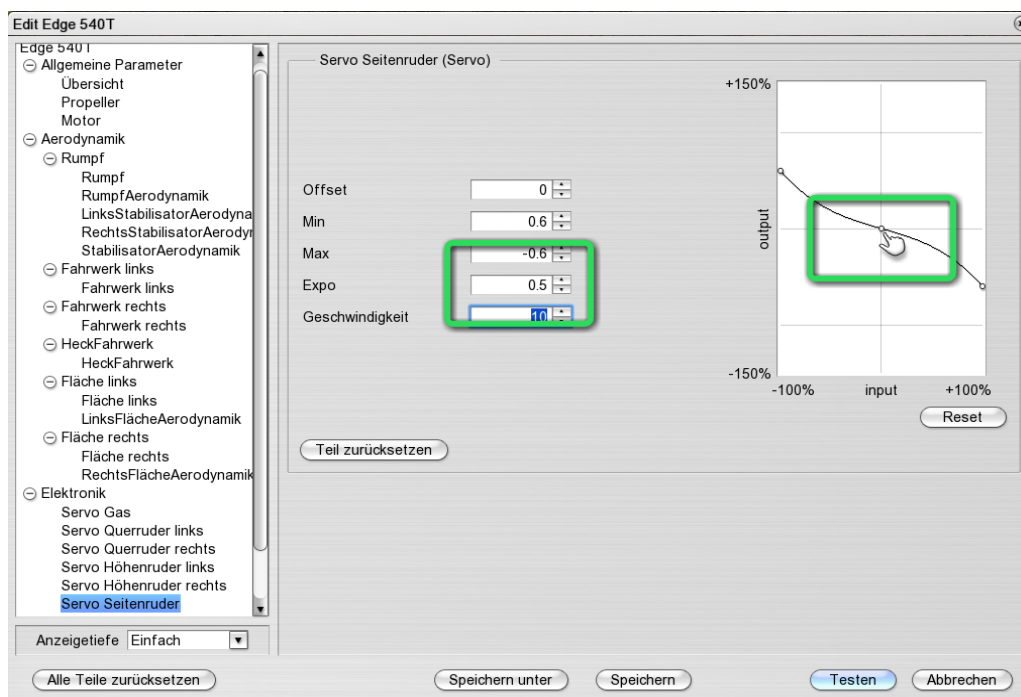 Edit Edge 540T
Edge 540T
Allgemeine Parameter
Übersicht
Propeller
Motor
Aerodynamik
Rumpf
Rumpf
RumpfAerodynamik
LinksStabilisatorAerodyna
RechtsStabilisatorAerodyn
StabilisatorAerodynamik
Fahrwerk links
Fahrwerk links
Fahrwerk rechts
Fahrwerk rechts
HeckFahrwerk
HeckFahrwerk
Fläche links
Fläche links
LinksFlächeAerodynamik
Fläche rechts
Fläche rechts
RechtsFlächeAerodynamik
Elektronik
Servo Gas
Servo Querruder links
Servo Querruder rechts
Servo Höhenruder links
Servo Höhenruder rechts
Servo Seitenruder
Anzeigetiefe Einfach
Servo Seitenruder (Servo)
Offset 0
Min 0.6
Max -0.6
Expo 0.5
Geschwindigkeit 10
+150%
output
-150%
-100% input +100%
Reset
Teil zurücksetzen
Alle Teile zurücksetzen Speichern unter Speichern Testen Abbrechen